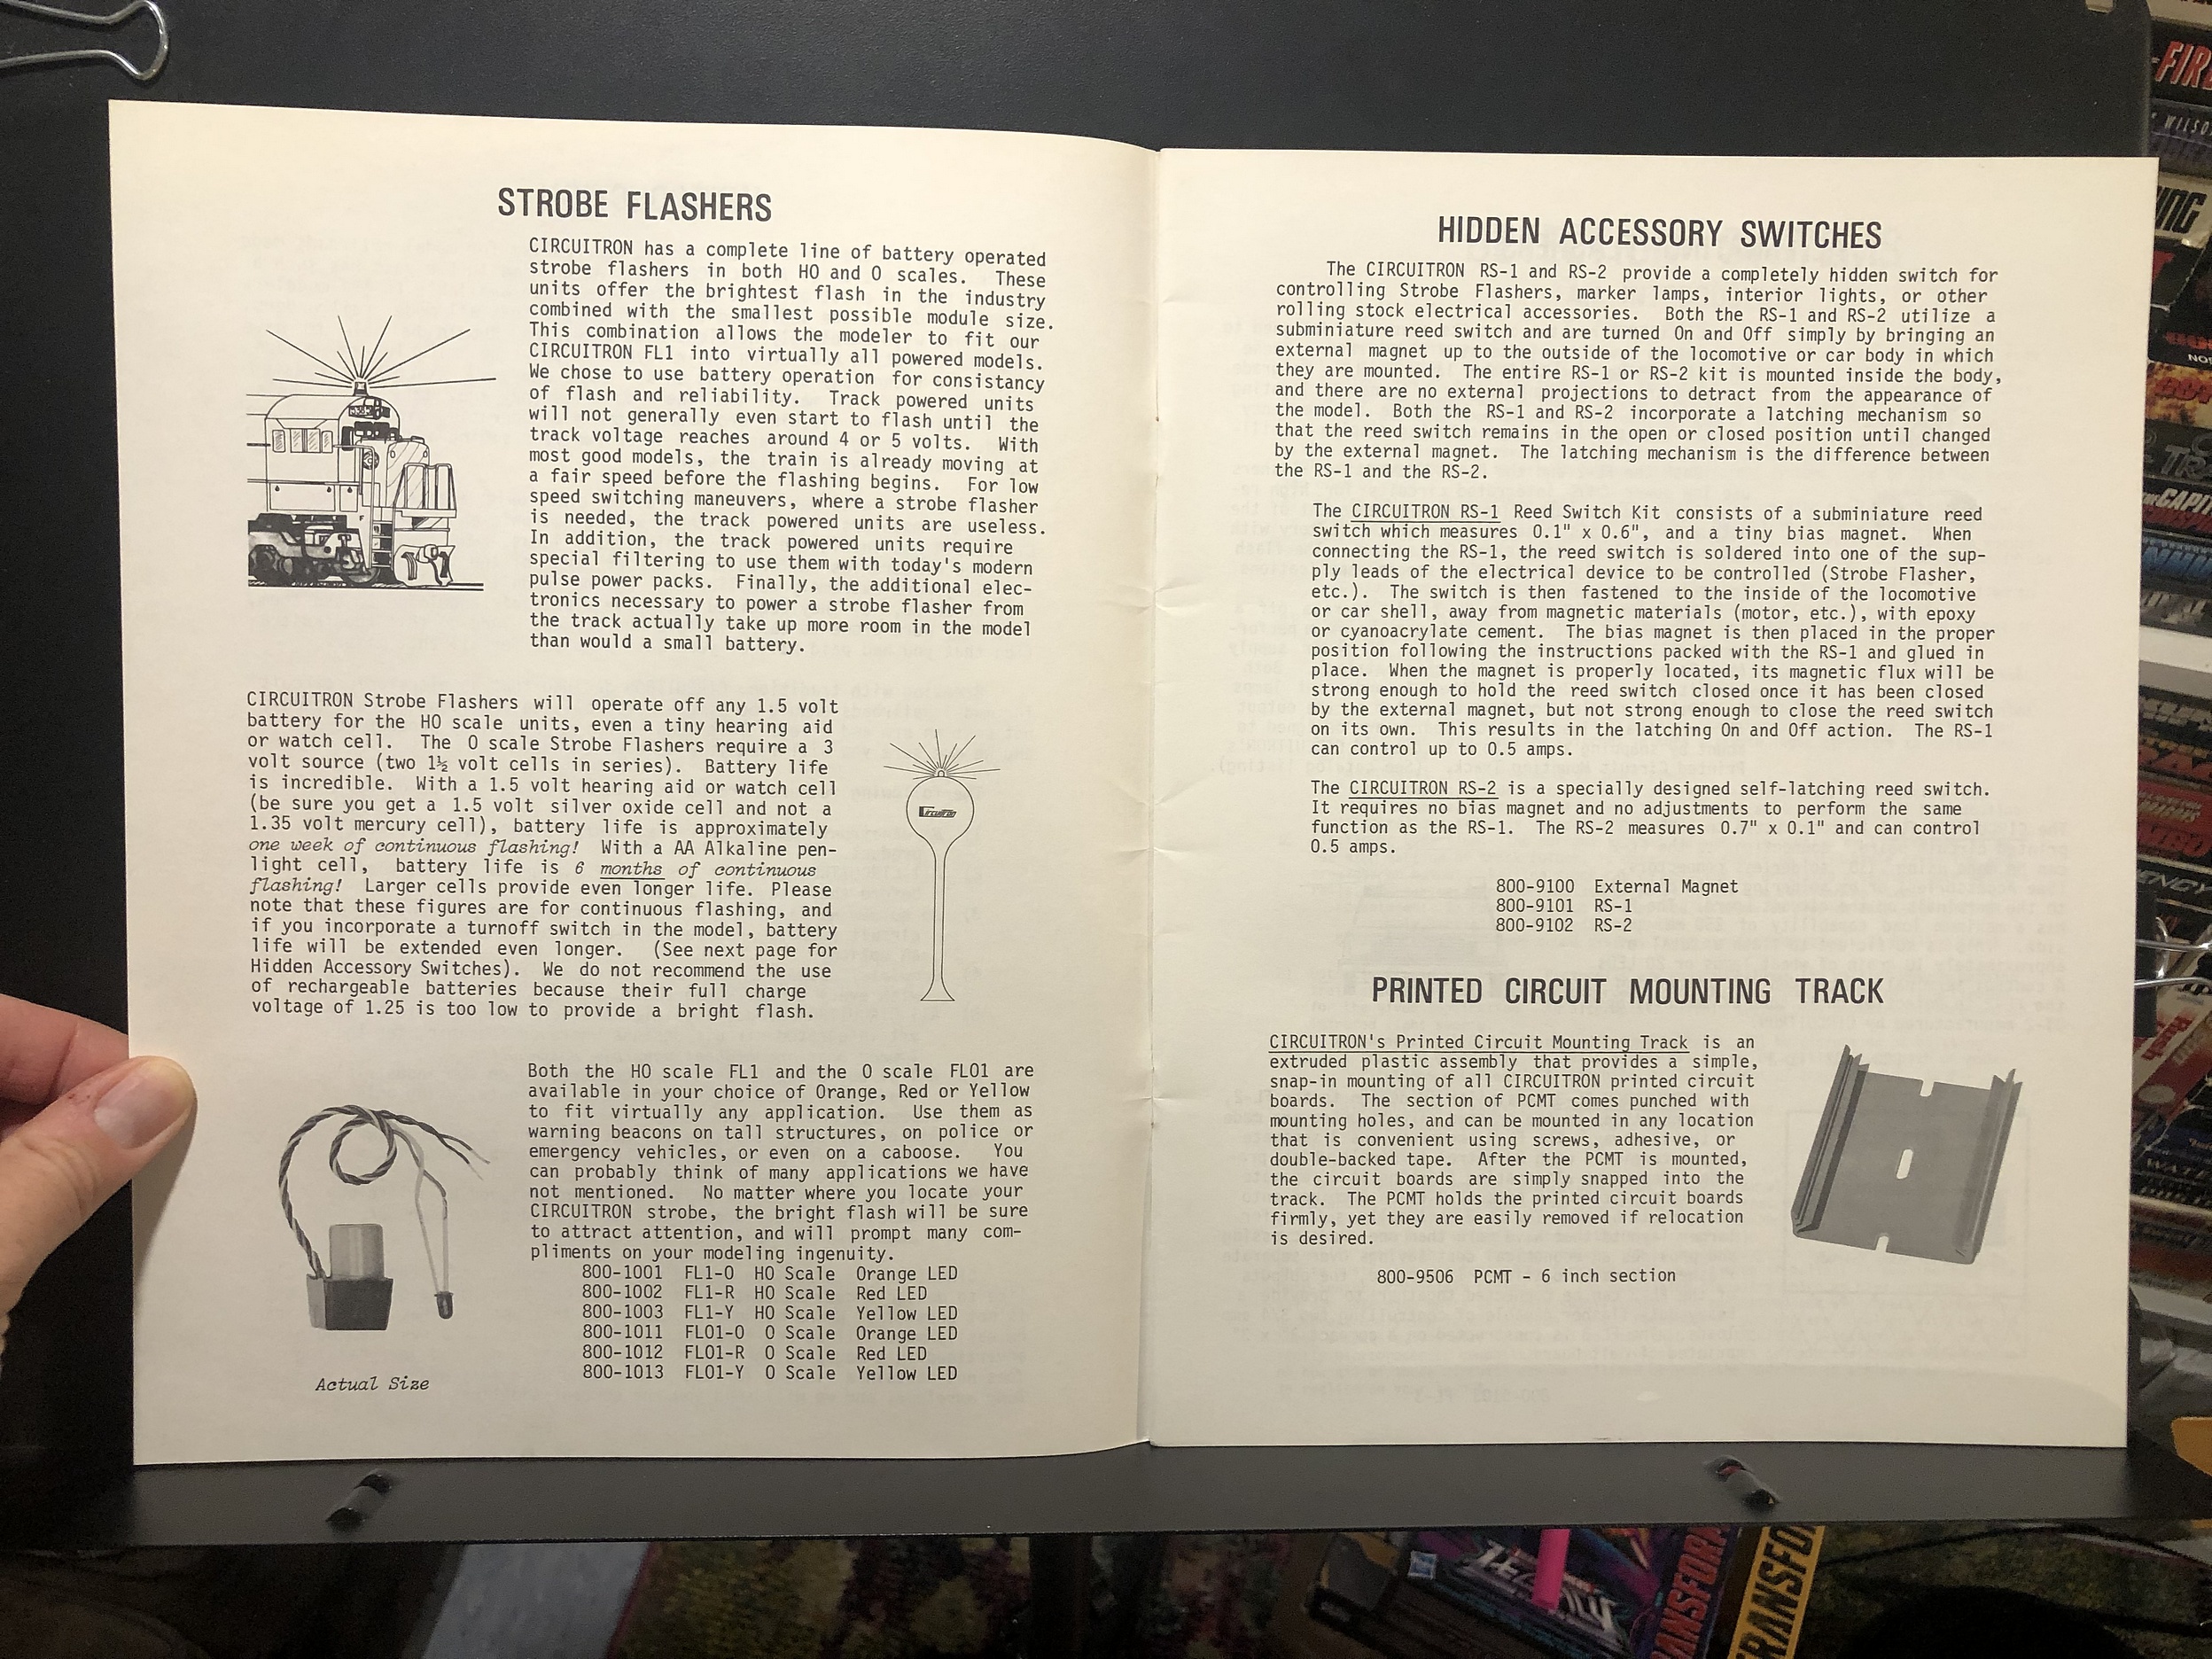 STROBE FLASHERS
CIRCUITRON has a complete line of battery operated
strobe flashers in both HO and O scales. These
units offer the brightest flash in the industry
combined with the smallest possible module size.
This combination allows the modeler to fit our
CIRCUITRON FL1 into virtually all powered models.
We chose to use battery operation for consistancy
of flash and reliability. Track powered units
will not generally even start to flash until the
track voltage reaches around 4 or 5 volts. With
most good models, the train is already moving at
a fair speed before the flashing begins. For low
speed switching maneuvers, where a strobe flasher
is needed, the track powered units are useless.
In addition, the track powered units require
special filtering to use them with today's modern
pulse power packs. Finally, the additional elec-
tronics necessary to power a strobe flasher from
the track actually take up more room in the model
than would a small battery.
CIRCUITRON Strobe Flashers will operate off any 1.5 volt
battery for the HO scale units, even a tiny hearing aid
or watch cell. The O scale Strobe Flashers require a 3
volt source (two 1½ volt cells in series). Battery life
is incredible. With a 1.5 volt hearing aid or watch cell
(be sure you get a 1.5 volt silver oxide cell and not a
1.35 volt mercury cell), battery life is approximately
one week of continuous flashing! With a AA Alkaline pen-
light cell, battery life is 6 months of continuous
flashing! Larger cells provide even longer life. Please
note that these figures are for continuous flashing, and
if you incorporate a turnoff switch in the model, battery
life will be extended even longer. (See next page for
Hidden Accessory Switches). We do not recommend the use
of rechargeable batteries because their full charge
voltage of 1.25 is too low to provide a bright flash.
Circuitron
Both the HO scale FL1 and the O scale FLO1 are
available in your choice of Orange, Red or Yellow
to fit virtually any application. Use them as
warning beacons on tall structures, on police or
emergency vehicles, or even on a caboose. You
can probably think of many applications we have
not mentioned. No matter where you locate your
CIRCUITRON strobe, the bright flash will be sure
to attract attention, and will prompt many com-
pliments on your modeling ingenuity.
800-1001 FL1-O HO Scale Orange LED
800-1002 FL1-R HO Scale Red LED
800-1003 FL1-Y HO Scale Yellow LED
800-1011 FLO1-O O Scale Orange LED
800-1012 FLO1-R O Scale Red LED
800-1013 FLO1-Y O Scale Yellow LED
Actual Size
HIDDEN ACCESSORY SWITCHES
The CIRCUITRON RS-1 and RS-2 provide a completely hidden switch for
controlling Strobe Flashers, marker lamps, interior lights, or other
rolling stock electrical accessories. Both the RS-1 and RS-2 utilize a
subminiature reed switch and are turned On and Off simply by bringing an
external magnet up to the outside of the locomotive or car body in which
they are mounted. The entire RS-1 or RS-2 kit is mounted inside the body,
and there are no external projections to detract from the appearance of
the model. Both the RS-1 and RS-2 incorporate a latching mechanism so
that the reed switch remains in the open or closed position until changed
by the external magnet. The latching mechanism is the difference between
the RS-1 and the RS-2.
The CIRCUITRON RS-1 Reed Switch Kit consists of a subminiature reed
switch which measures 0.1" x 0.6", and a tiny bias magnet. When
connecting the RS-1, the reed switch is soldered into one of the sup-
ply leads of the electrical device to be controlled (Strobe Flasher,
etc.). The switch is then fastened to the inside of the locomotive
or car shell, away from magnetic materials (motor, etc.), with epoxy
or cyanoacrylate cement. The bias magnet is then placed in the proper
position following the instructions packed with the RS-1 and glued in
place. When the magnet is properly located, its magnetic flux will be
strong enough to hold the reed switch closed once it has been closed
by the external magnet, but not strong enough to close the reed switch
on its own. This results in the latching On and Off action. The RS-1
can control up to 0.5 amps.
The CIRCUITRON RS-2 is a specially designed self-latching reed switch.
It requires no bias magnet and no adjustments to perform the same
function as the RS-1. The RS-2 measures 0.7" x 0.1" and can control
0.5 amps.
800-9100 External Magnet
800-9101 RS-1
800-9102 RS-2
PRINTED CIRCUIT MOUNTING TRACK
CIRCUITRON's Printed Circuit Mounting Track is an
extruded plastic assembly that provides a simple,
snap-in mounting of all CIRCUITRON printed circuit
boards. The section of PCMT comes punched with
mounting holes, and can be mounted in any location
that is convenient using screws, adhesive, or
double-backed tape. After the PCMT is mounted,
the circuit boards are simply snapped into the
track. The PCMT holds the printed circuit boards
firmly, yet they are easily removed if relocation
is desired.
800-9506 PCMT - 6 inch section
WILSON
TRANSFORM
TRANSFO